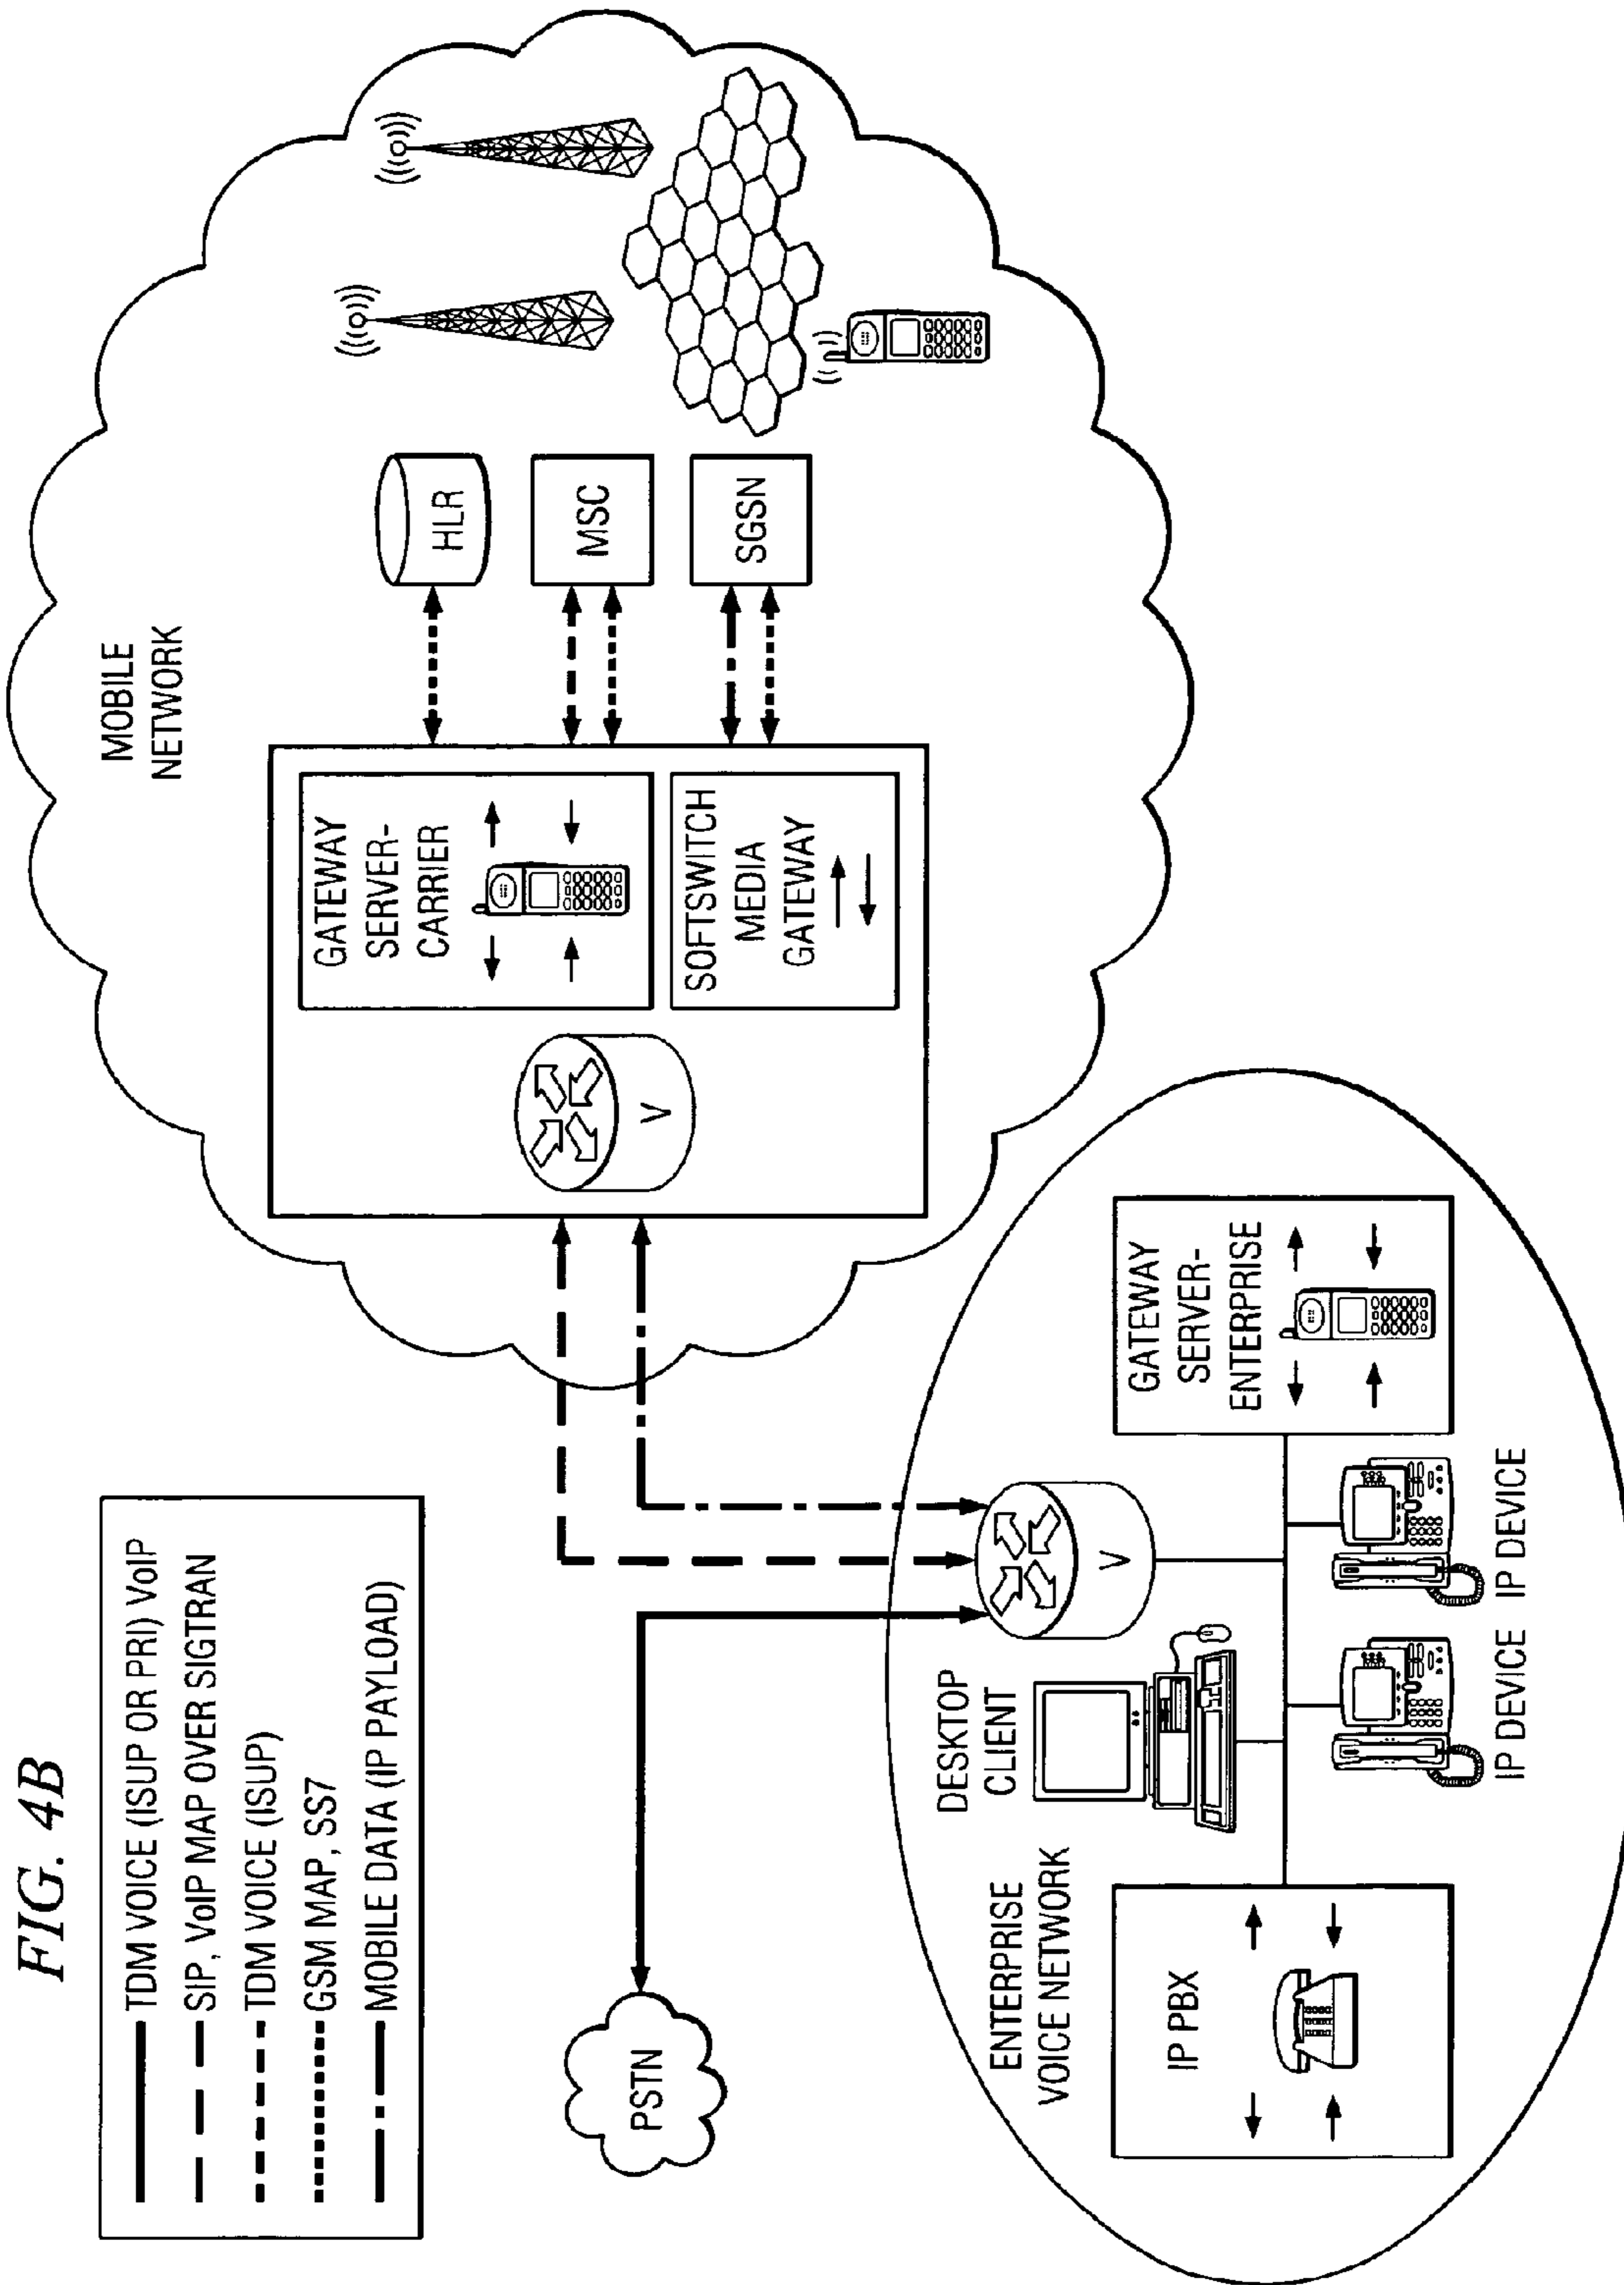 FIG. 4B
TDM VOICE (ISUP OR PRI) VoIP
SIP, VoIP MAP OVER SIGTRAN
TDM VOICE (ISUP)
GSM MAP, SS7
MOBILE DATA (IP PAYLOAD)
MOBILE
NETWORK
HLR
MSC
SGSN
GATEWAY
SERVER-
CARRIER
SOFTSWITCH
MEDIA
GATEWAY
V
PSTN
ENTERPRISE
VOICE NETWORK
DESKTOP
CLIENT
V
IP PBX
GATEWAY
SERVER-
ENTERPRISE
IP DEVICE
IP DEVICE